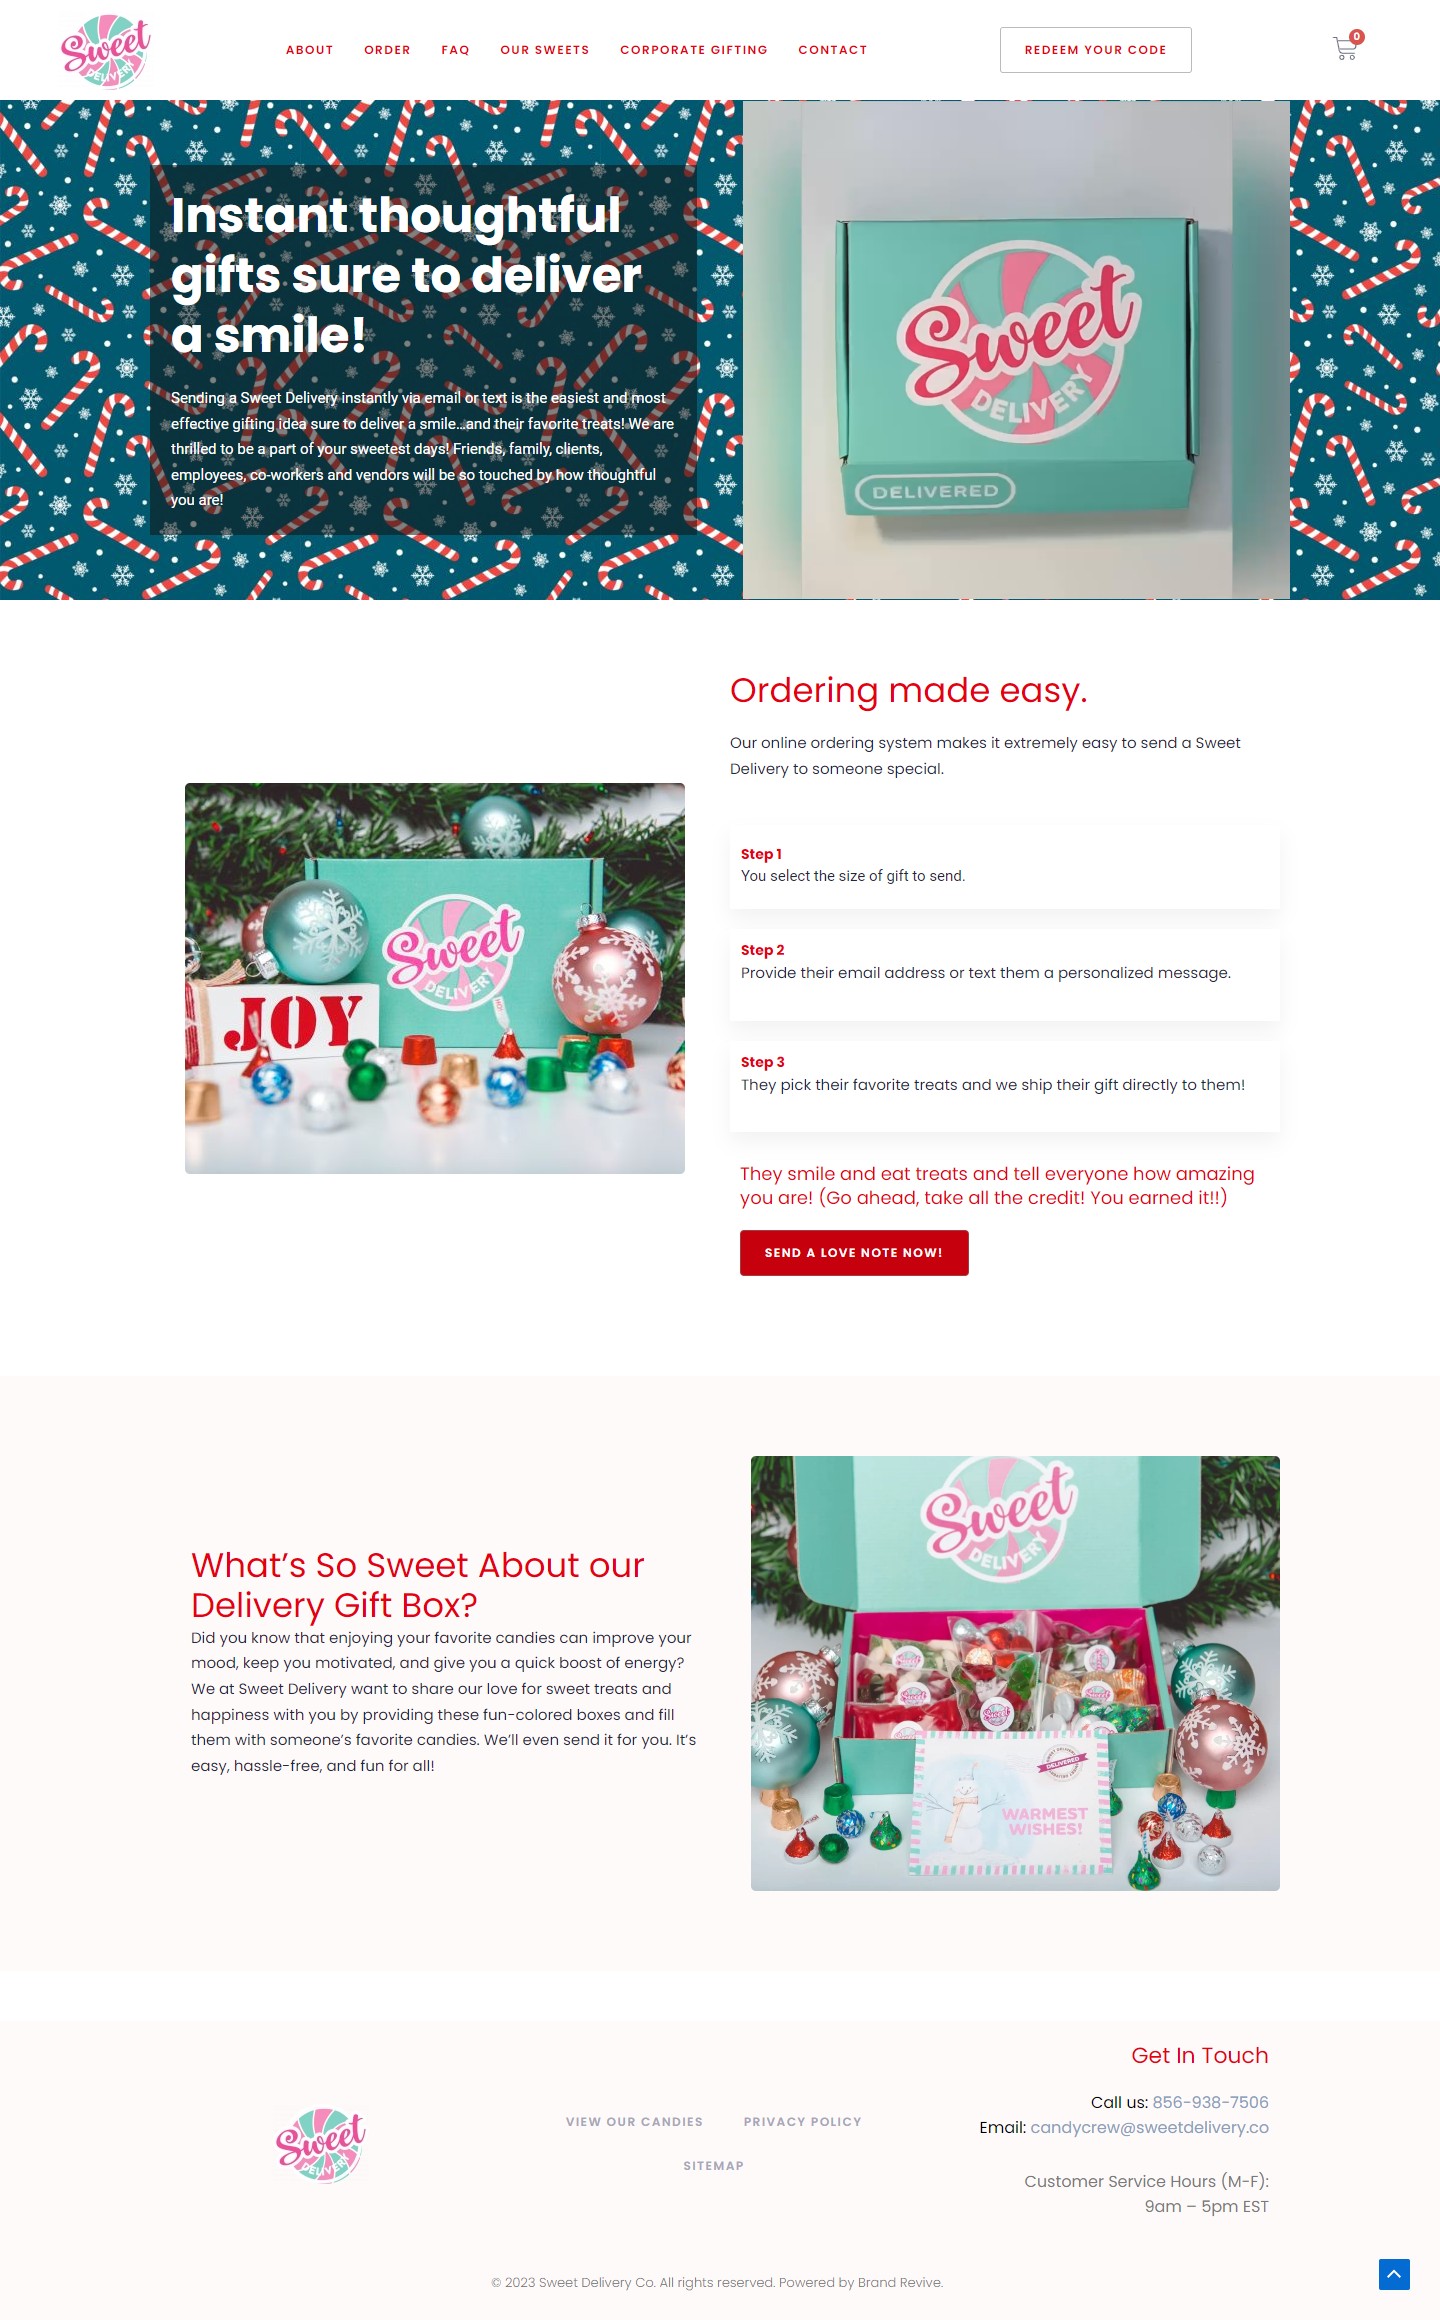 Sweet
DELIVERY
ABOUT
ORDER
FAQ
OUR SWEETS
CORPORATE GIFTING
CONTACT
REDEEM YOUR CODE
0
Instant thoughtful
gifts sure to deliver
a smile!
Sending a Sweet Delivery instantly via email or text is the easiest and most
effective gifting idea sure to deliver a smile...and their favorite treats! We are
thrilled to be a part of your sweetest days! Friends, family, clients,
employees, co-workers and vendors will be so touched by how thoughtful
you are!
Sweet
DELIVERY
DELIVERED
Ordering made easy.
Our online ordering system makes it extremely easy to send a Sweet
Delivery to someone special.
Sweet
DELIVERY
JOY
Step 1
You select the size of gift to send.
Step 2
Provide their email address or text them a personalized message.
Step 3
They pick their favorite treats and we ship their gift directly to them!
They smile and eat treats and tell everyone how amazing
you are! (Go ahead, take all the credit! You earned it!!)
SEND A LOVE NOTE NOW!
What’s So Sweet About our
Delivery Gift Box?
Did you know that enjoying your favorite candies can improve your
mood, keep you motivated, and give you a quick boost of energy?
We at Sweet Delivery want to share our love for sweet treats and
happiness with you by providing these fun-colored boxes and fill
them with someone’s favorite candies. We’ll even send it for you. It’s
easy, hassle-free, and fun for all!
Sweet
DELIVERY
DELIVERED
WARMEST
WISHES!
Sweet
DELIVERY
VIEW OUR CANDIES
PRIVACY POLICY
SITEMAP
Get In Touch
Call us: 856-938-7506
Email: candycrew@sweetdelivery.co
Customer Service Hours (M-F):
9am – 5pm EST
© 2023 Sweet Delivery Co. All rights reserved. Powered by Brand Revive.